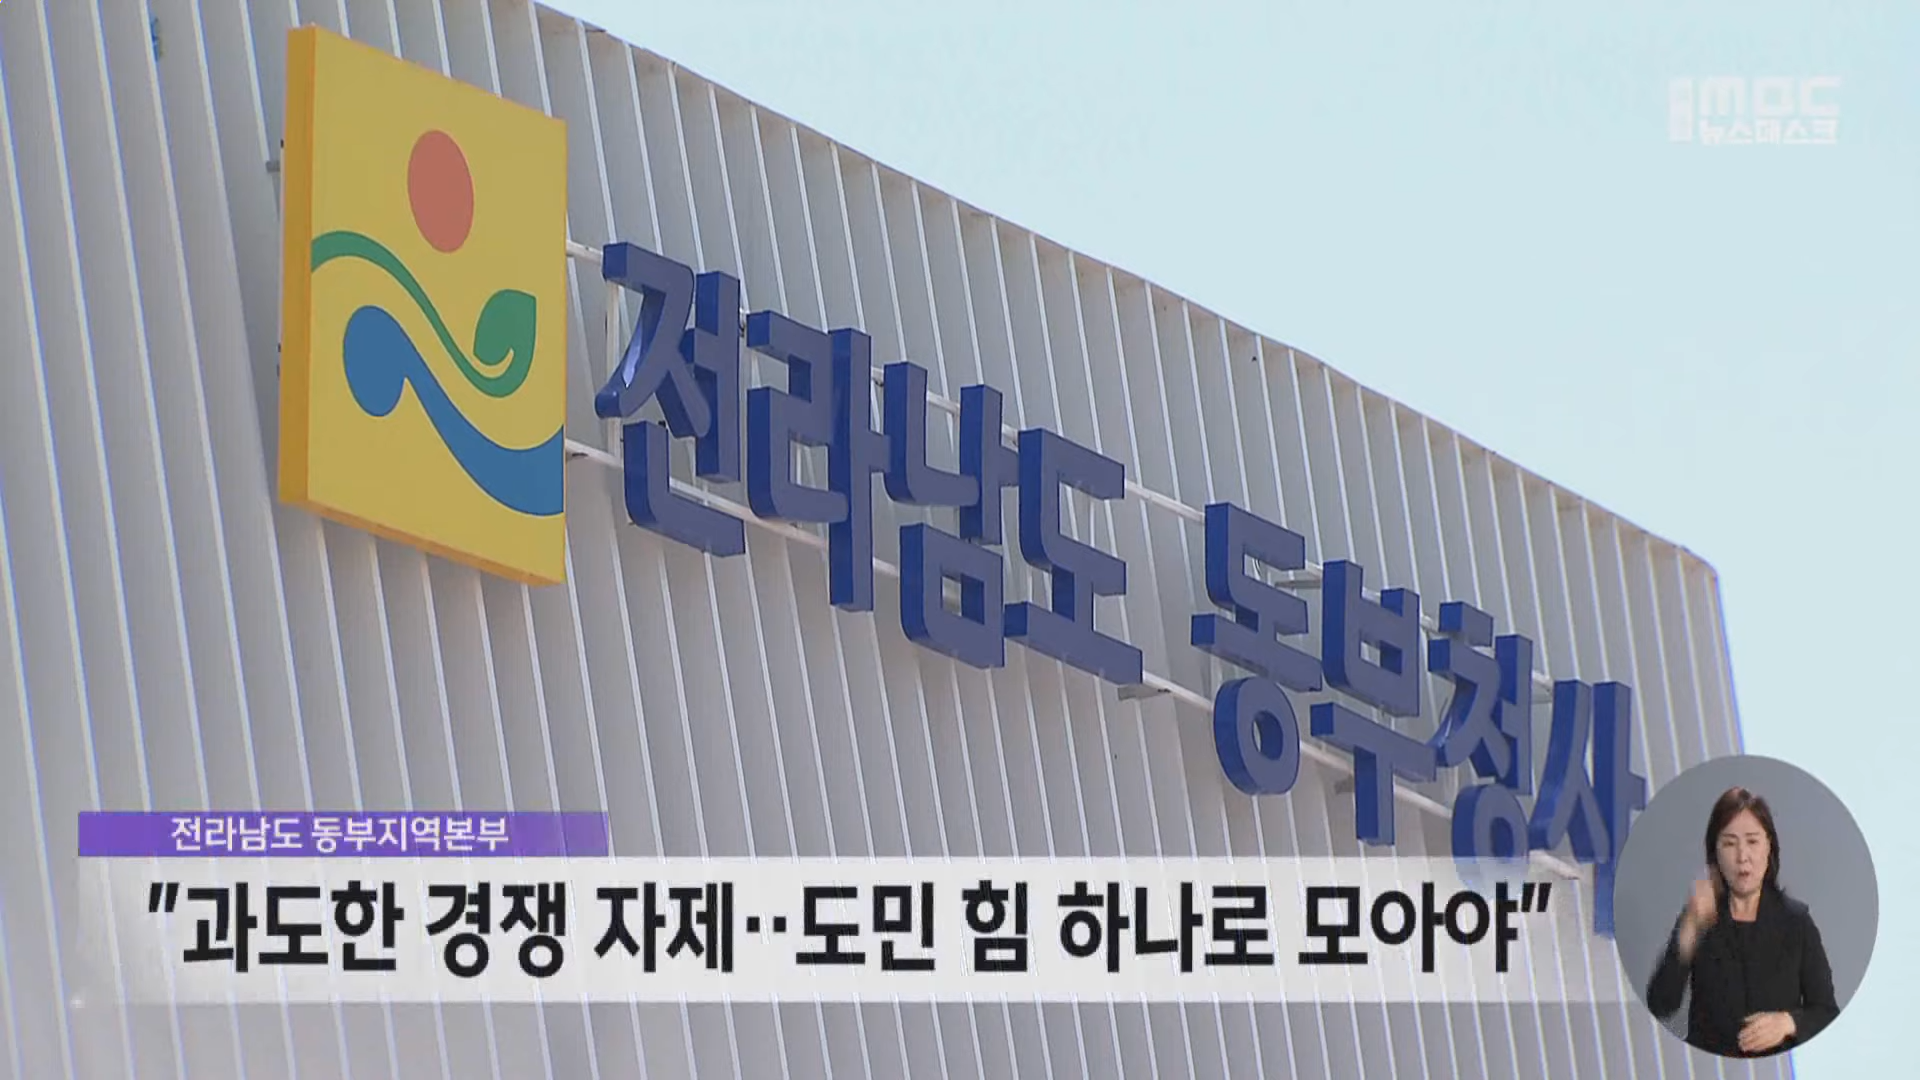 MBC
뉴스데스크
전라남도 동부청사
전라남도 동부지역본부
"과도한 경쟁 자제··도민 힘 하나로 모아야"